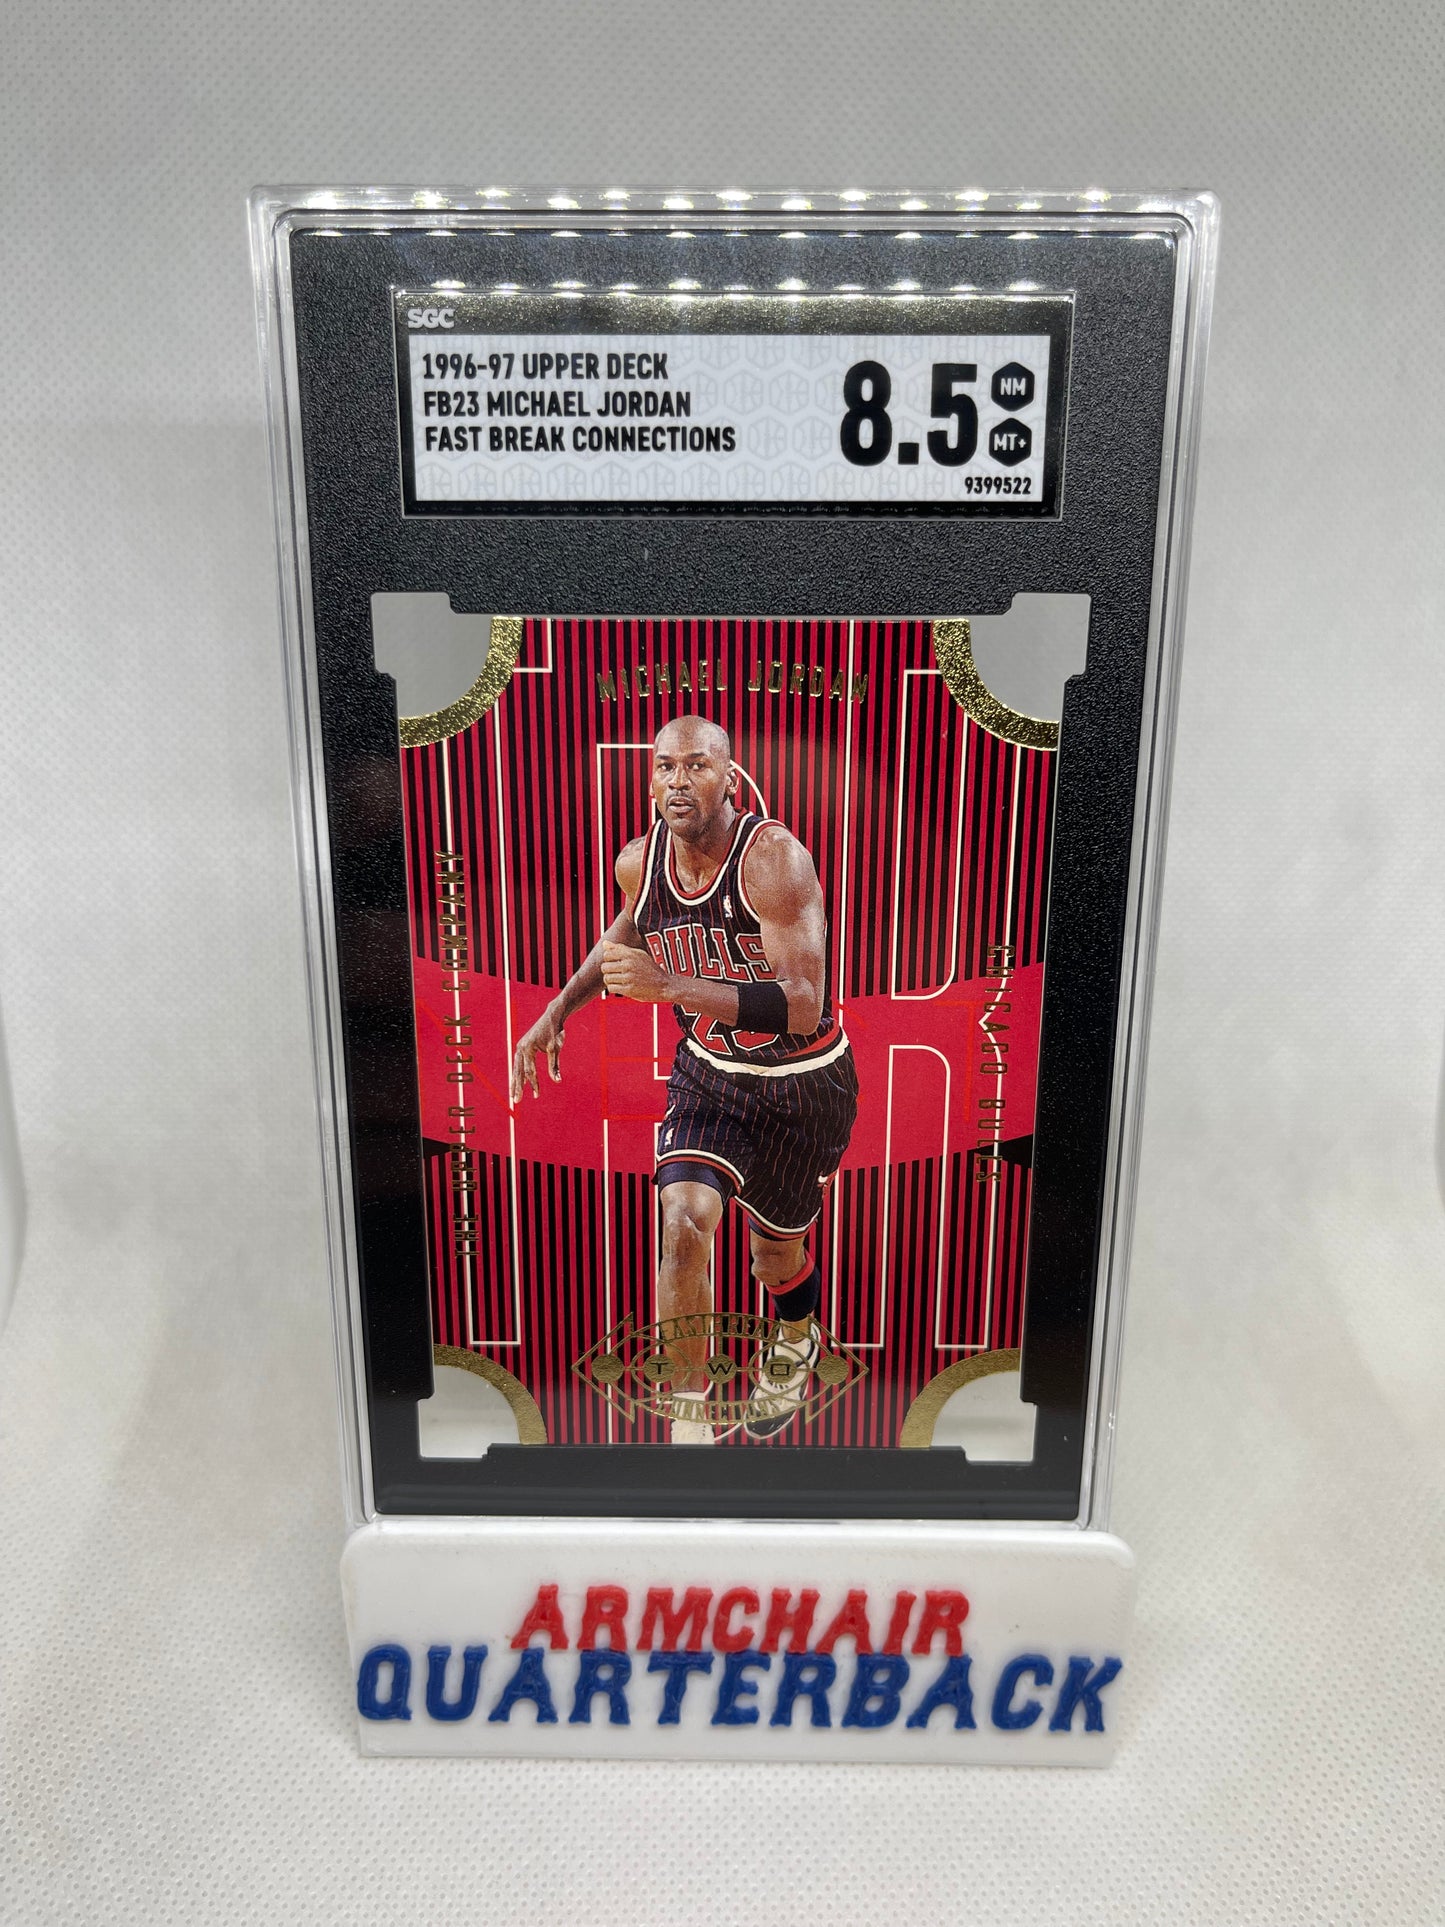 SGC
1996-97 UPPER DECK
FB23 MICHAEL JORDAN
FAST BREAK CONNECTIONS
8.5
NM
MT+
9399522
MICHAEL JORDAN
THE UPPER DECK COMPANY
CHICAGO BULLS
BULLS
23
FAST BREAK
TWO
CONNECTIONS
ARMCHAIR
QUARTERBACK